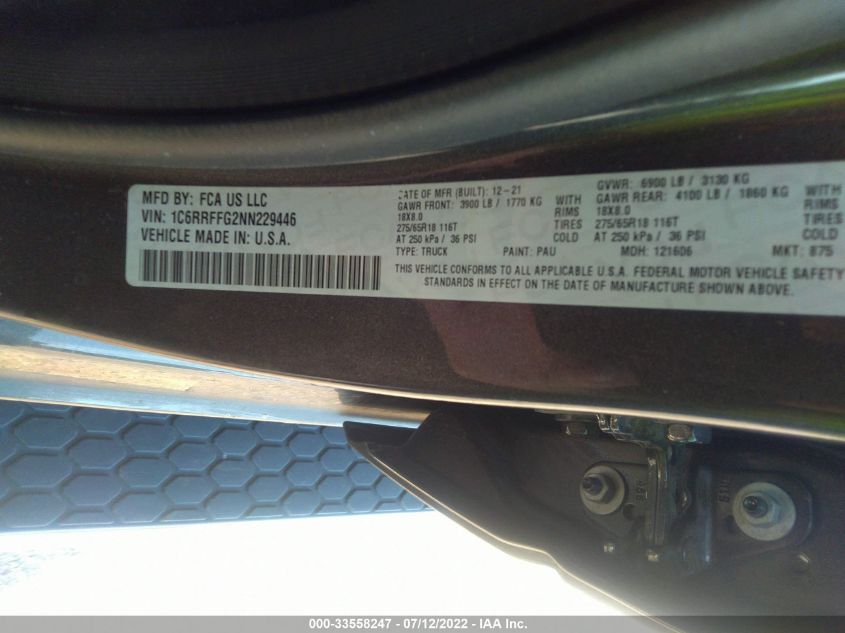 MFD BY: FCA US LLC
VIN: 1C6RRFFG2NN229446
VEHICLE MADE IN: U.S.A.
DATE OF MFR (BUILT): 12-21
GAWR FRONT: 3900 LB / 1770 KG WITH
18X8.0 RIMS
275/65R18 116T TIRES
AT 250 kPa / 36 PSI COLD
TYPE: TRUCK PAINT: PAU
GVWR: 6900 LB / 3130 KG
GAWR REAR: 4100 LB / 1860 KG WITH
18X8.0 RIMS
275/65R18 116T TIRES
AT 250 kPa / 36 PSI COLD
MDH: 121606 MKT: 875
THIS VEHICLE CONFORMS TO ALL APPLICABLE U.S.A. FEDERAL MOTOR VEHICLE SAFETY
STANDARDS IN EFFECT ON THE DATE OF MANUFACTURE SHOWN ABOVE.
000-33558247 - 07/12/2022 - IAA Inc.